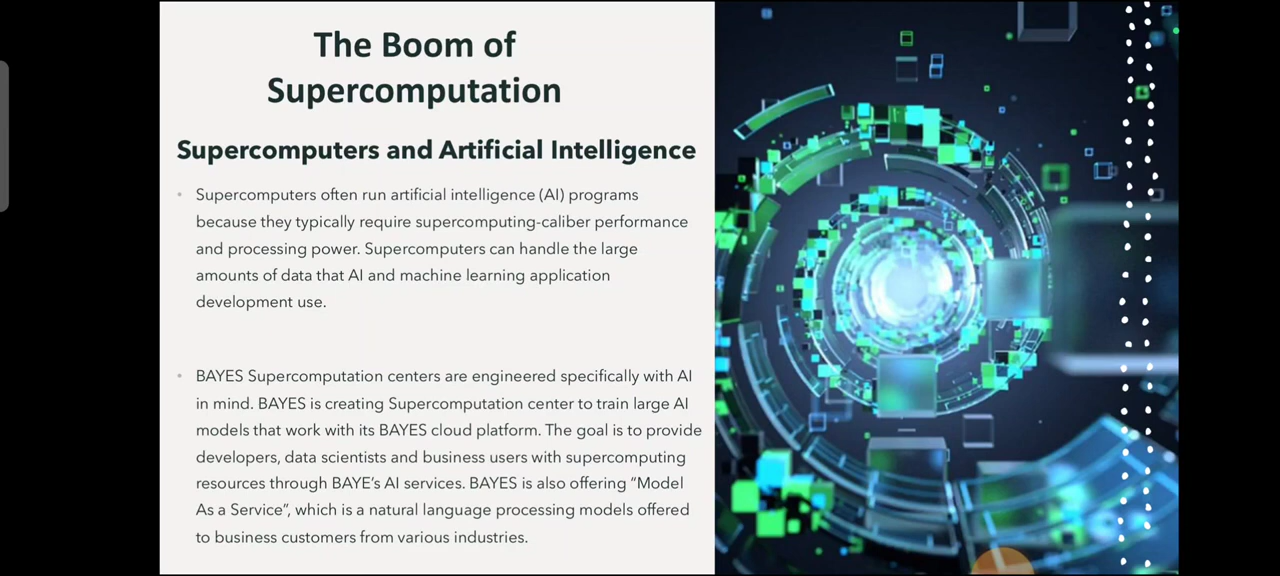 The Boom of
Supercomputation
Supercomputers and Artificial Intelligence
• Supercomputers often run artificial intelligence (AI) programs
because they typically require supercomputing-caliber performance
and processing power. Supercomputers can handle the large
amounts of data that AI and machine learning application
development use.
• BAYES Supercomputation centers are engineered specifically with AI
in mind. BAYES is creating Supercomputation center to train large AI
models that work with its BAYES cloud platform. The goal is to provide
developers, data scientists and business users with supercomputing
resources through BAYE’s AI services. BAYES is also offering “Model
As a Service”, which is a natural language processing models offered
to business customers from various industries.